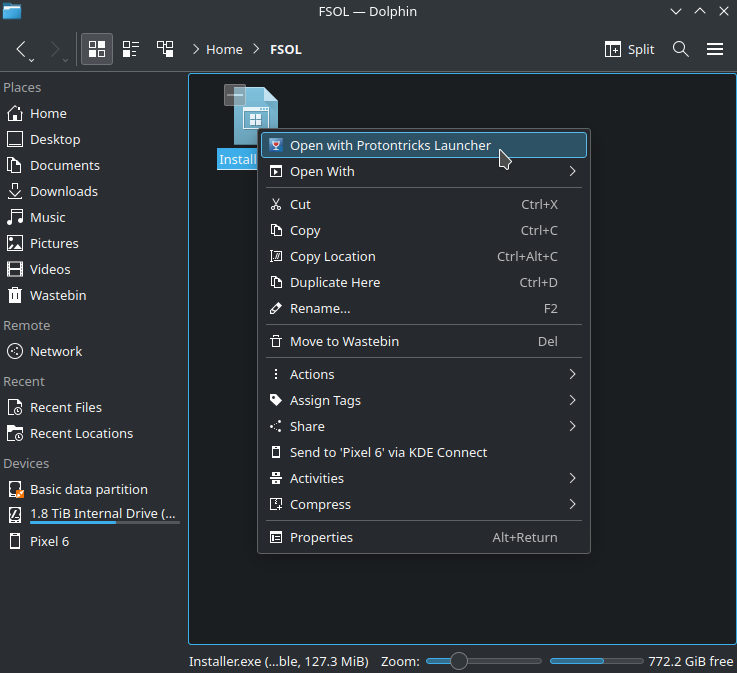 FSOL — Dolphin
Home
FSOL
Split
Places
Home
Desktop
Documents
Downloads
Music
Pictures
Videos
Wastebin
Remote
Network
Recent
Recent Files
Recent Locations
Devices
Basic data partition
1.8 TiB Internal Drive (...
Pixel 6
Install
Open with Protontricks Launcher
Open With
Cut Ctrl+X
Copy Ctrl+C
Copy Location Ctrl+Alt+C
Duplicate Here Ctrl+D
Rename... F2
Move to Wastebin Del
Actions
Assign Tags
Share
Send to 'Pixel 6' via KDE Connect
Activities
Compress
Properties Alt+Return
Installer.exe (...ble, 127.3 MiB) Zoom: 772.2 GiB free